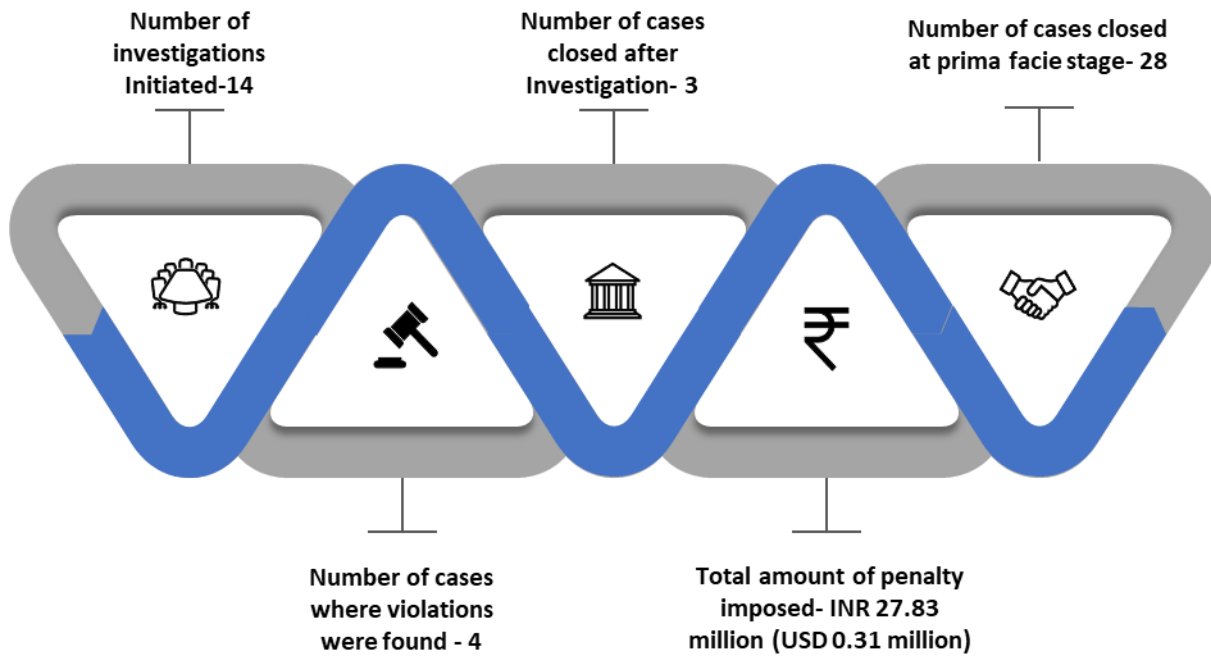 Number of
investigations
Initiated-14
Number of cases
closed after
Investigation- 3
Number of cases closed
at prima facie stage- 28
₹
Number of cases
where violations
were found - 4
Total amount of penalty
imposed- INR 27.83
million (USD 0.31 million)